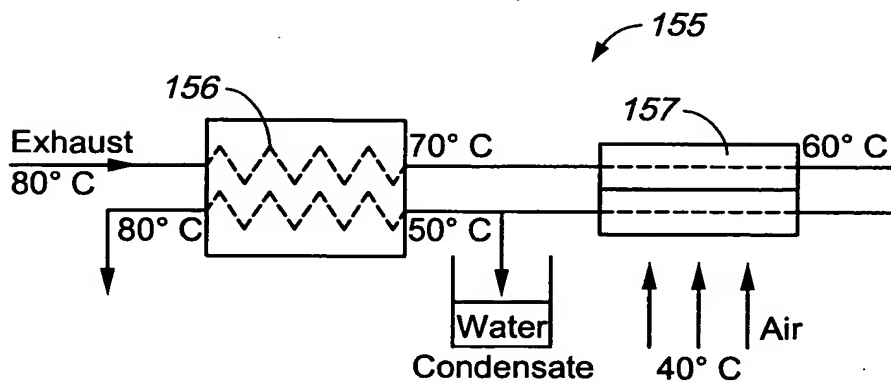 155
156
157
Exhaust
80° C
70° C
60° C
80° C
50° C
Water
Condensate
Air
40° C